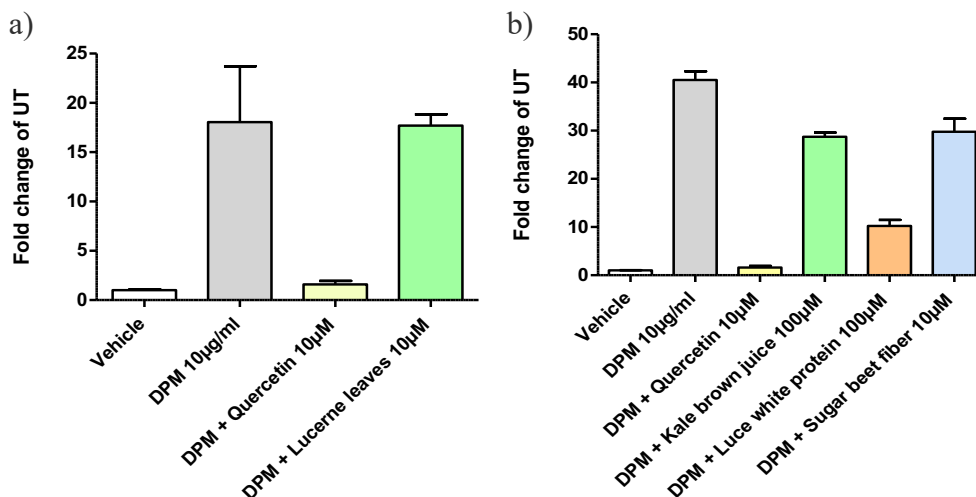 a)
Fold change of UT
25
20
15
10
5
0
Vehicle
DPM 10µg/ml
DPM + Quercetin 10µM
DPM + Lucerne leaves 10µM
b)
Fold change of UT
50
40
30
20
10
0
Vehicle
DPM 10µg/ml
DPM + Quercetin 10µM
DPM + Kale brown juice 100µM
DPM + Luce white protein 100µM
DPM + Sugar beet fiber 10µM